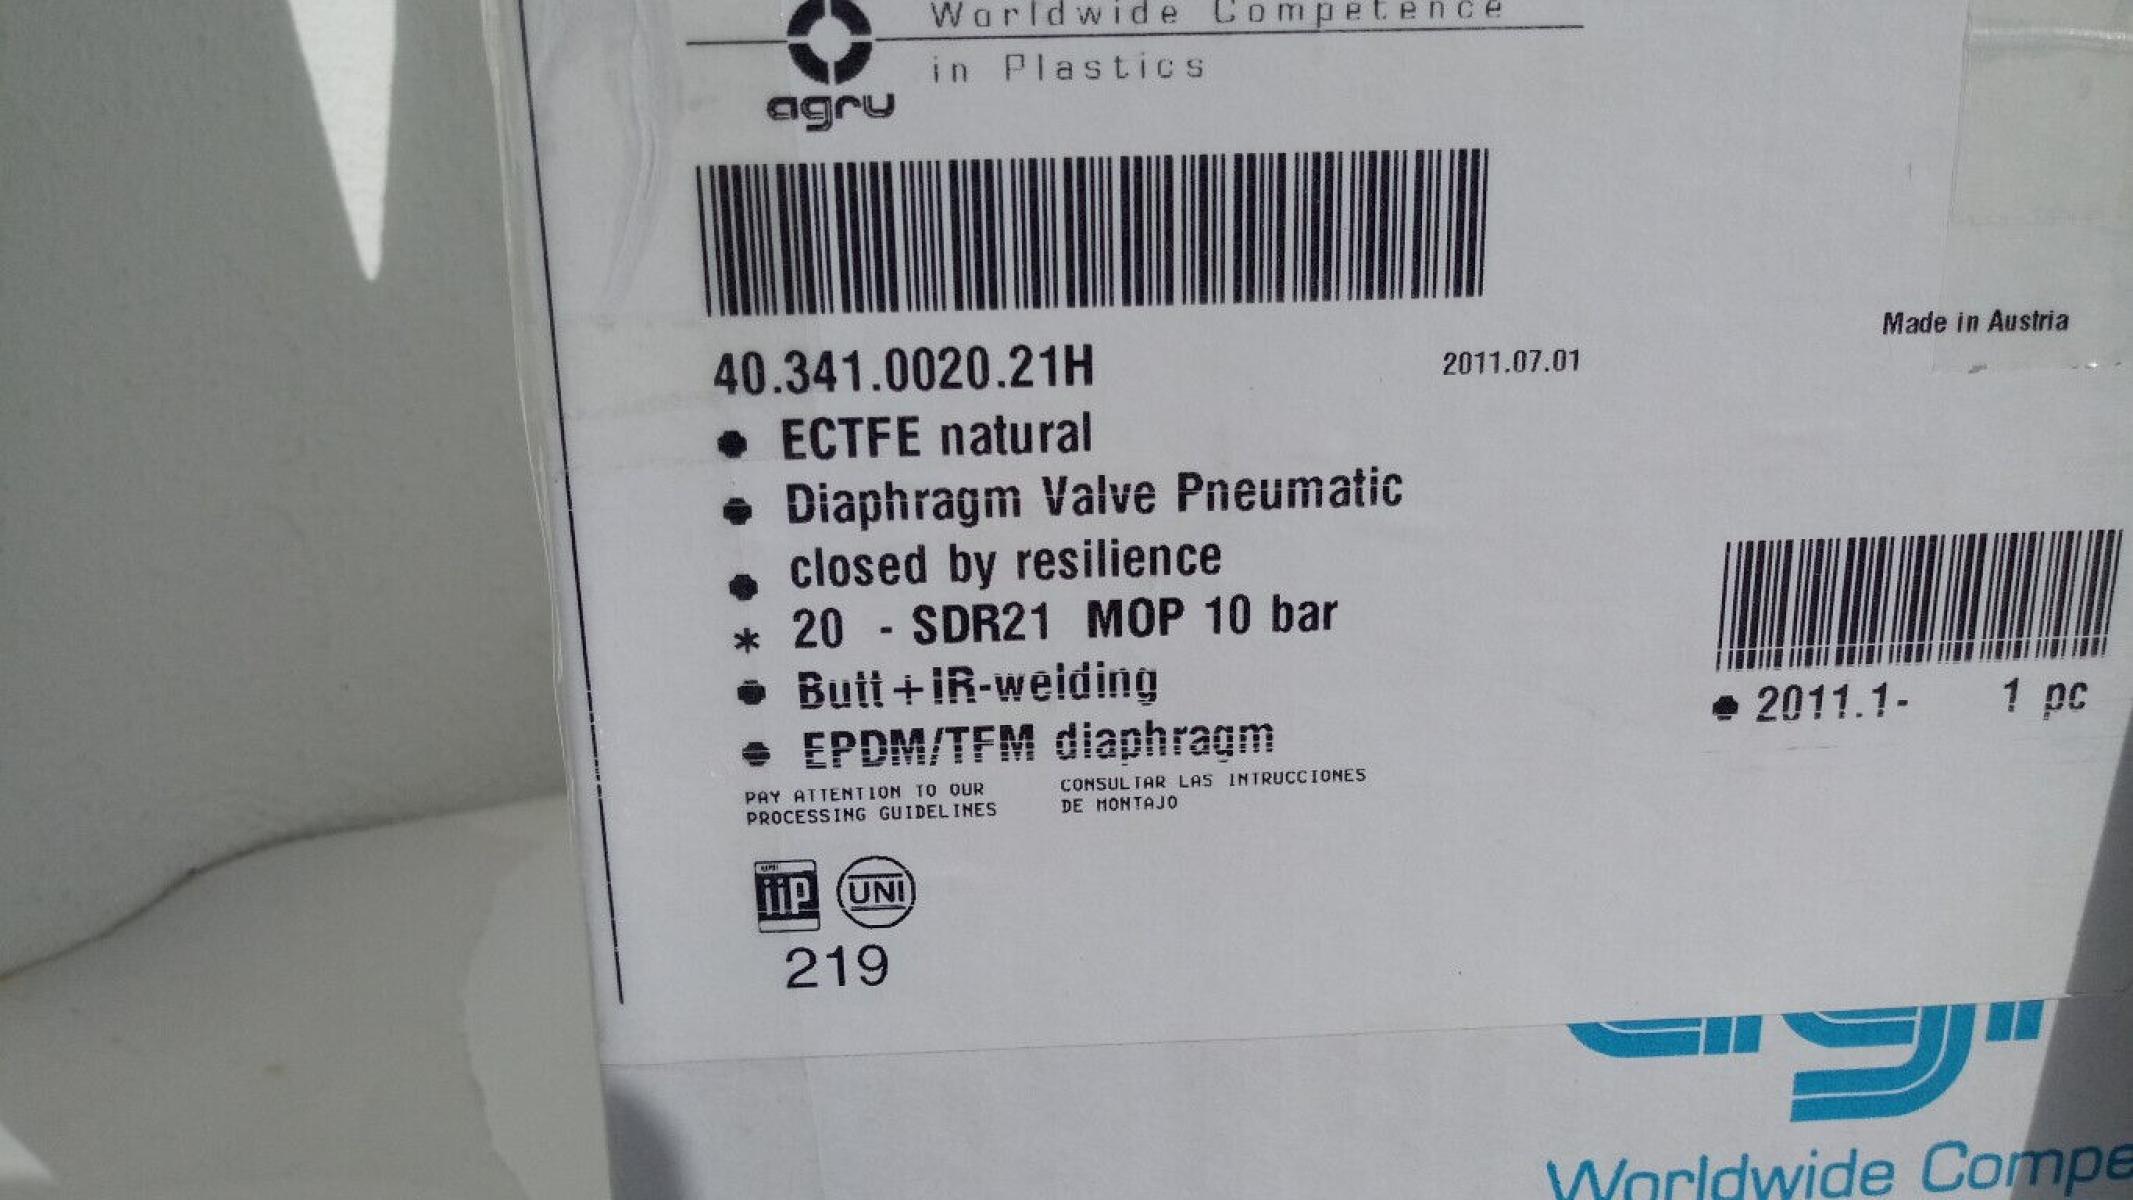 Worldwide Competence
in Plastics
agru
40.341.0020.21H
2011.07.01
Made in Austria
ECTFE natural
Diaphragm Valve Pneumatic
closed by resilience
* 20 - SDR21 MOP 10 bar
Butt+IR-welding
EPDM/TFM diaphragm
2011.1- 1 pc
PAY ATTENTION TO OUR
PROCESSING GUIDELINES
CONSULTAR LAS INTRUCCIONES
DE MONTAJO
iip
UNI
219
Worldwide Compe